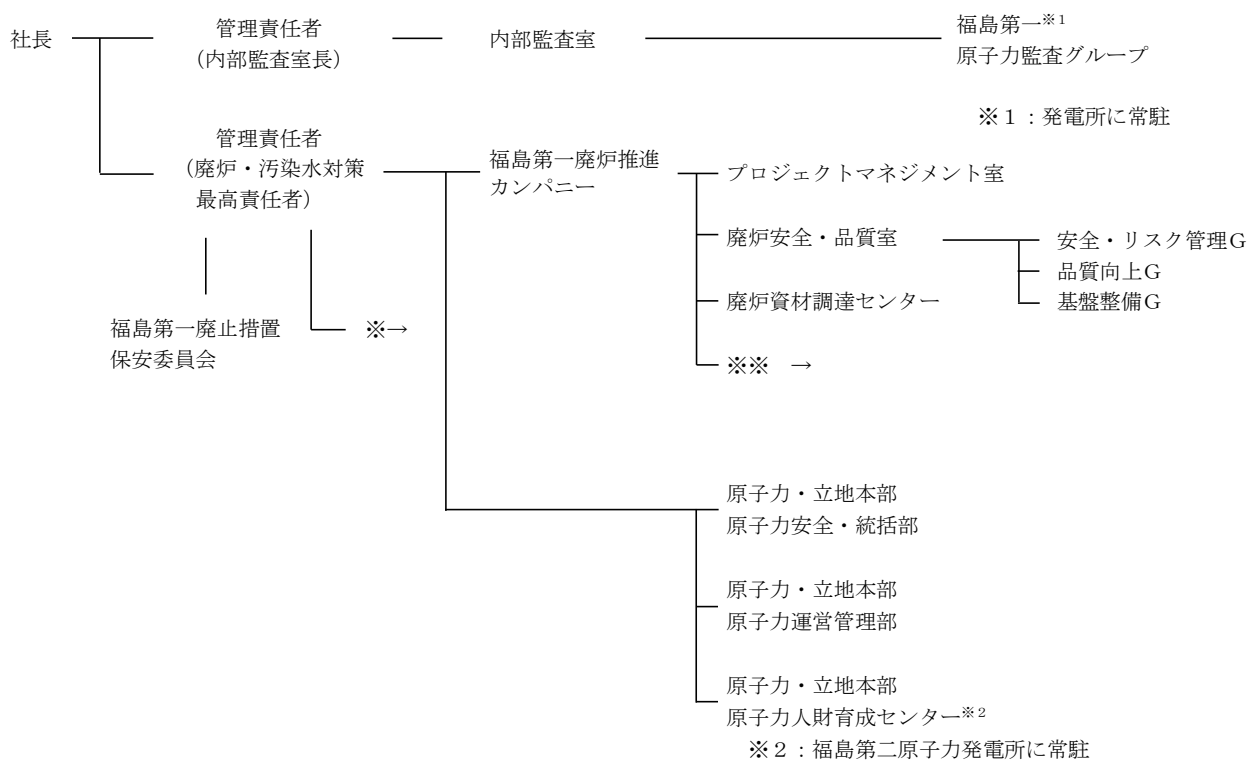 社長
管理責任者
(内部監査室長)
内部監査室
福島第一※1
原子力監査グループ
※1:発電所に常駐
管理責任者
(廃炉・汚染水対策
最高責任者)
福島第一廃炉推進
カンパニー
プロジェクトマネジメント室
廃炉安全・品質室
安全・リスク管理G
品質向上G
基盤整備G
廃炉資材調達センター
福島第一廃止措置
保安委員会
※→
※※ →
原子力・立地本部
原子力安全・統括部
原子力・立地本部
原子力運営管理部
原子力・立地本部
原子力人財育成センター※2
※2:福島第二原子力発電所に常駐